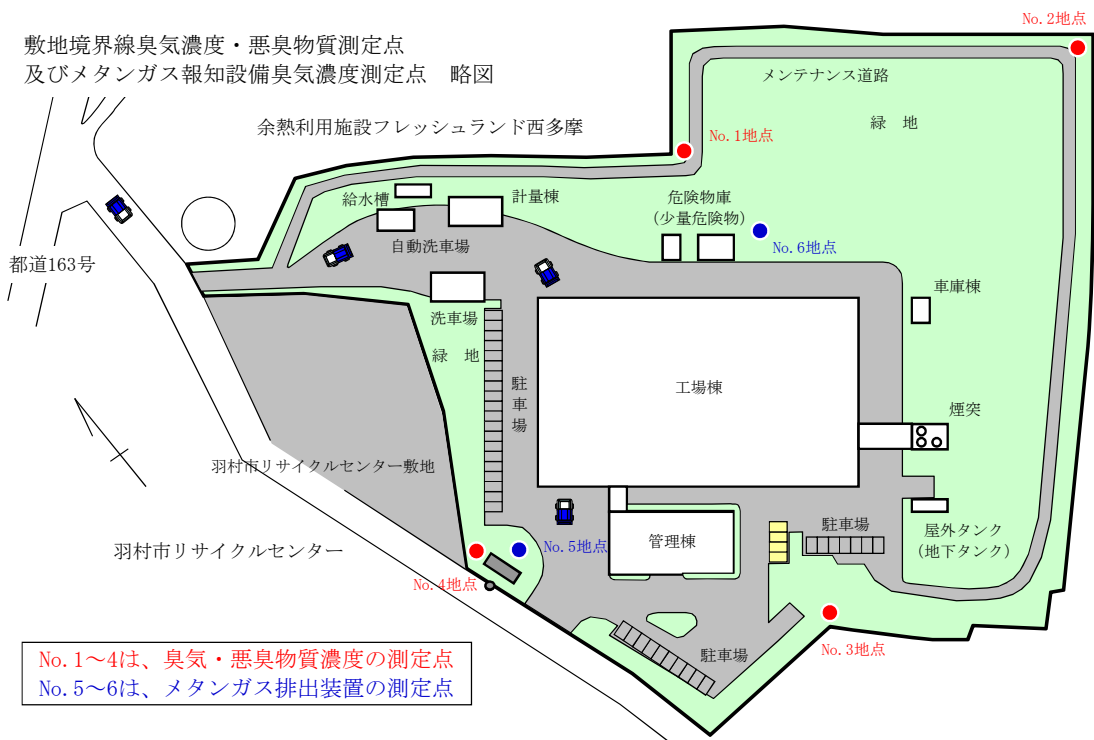 敷地境界線臭気濃度・悪臭物質測定点
及びメタンガス報知設備臭気濃度測定点　略図
No.2地点
メンテナンス道路
余熱利用施設フレッシュランド西多摩
No.1地点
緑　地
給水槽
計量棟
危険物庫
(少量危険物)
自動洗車場
No.6地点
都道163号
車庫棟
洗車場
緑　地
駐車場
工場棟
煙突
羽村市リサイクルセンター敷地
駐車場
屋外タンク
(地下タンク)
羽村市リサイクルセンター
No.5地点
管理棟
No.4地点
No.3地点
駐車場
No.1～4は、臭気・悪臭物質濃度の測定点
No.5～6は、メタンガス排出装置の測定点